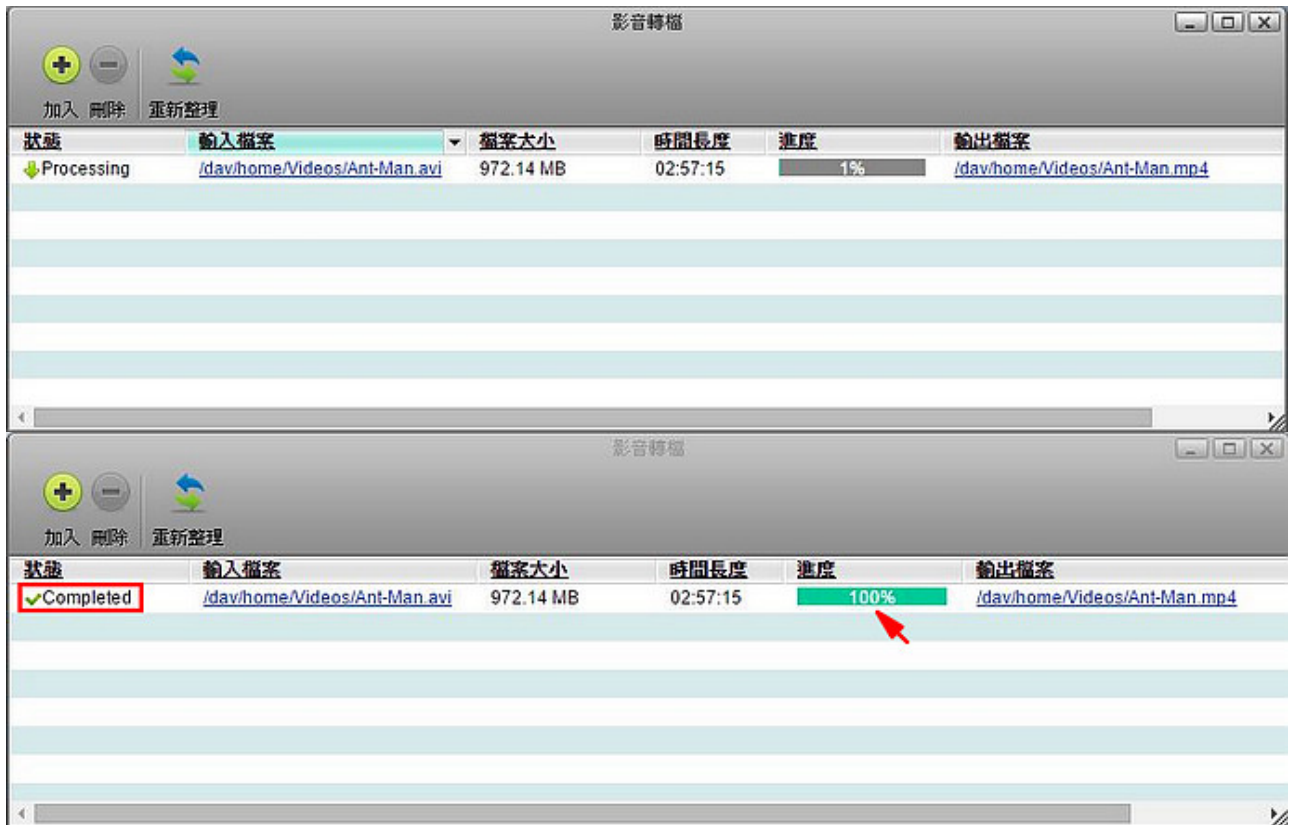 影音轉檔
加入 刪除 重新整理
狀態 輸入檔案 檔案大小 時間長度 進度 輸出檔案
Processing /dav/home/Videos/Ant-Man.avi 972.14 MB 02:57:15 1% /dav/home/Videos/Ant-Man.mp4
影音轉檔
加入 刪除 重新整理
狀態 輸入檔案 檔案大小 時間長度 進度 輸出檔案
Completed /dav/home/Videos/Ant-Man.avi 972.14 MB 02:57:15 100% /dav/home/Videos/Ant-Man.mp4